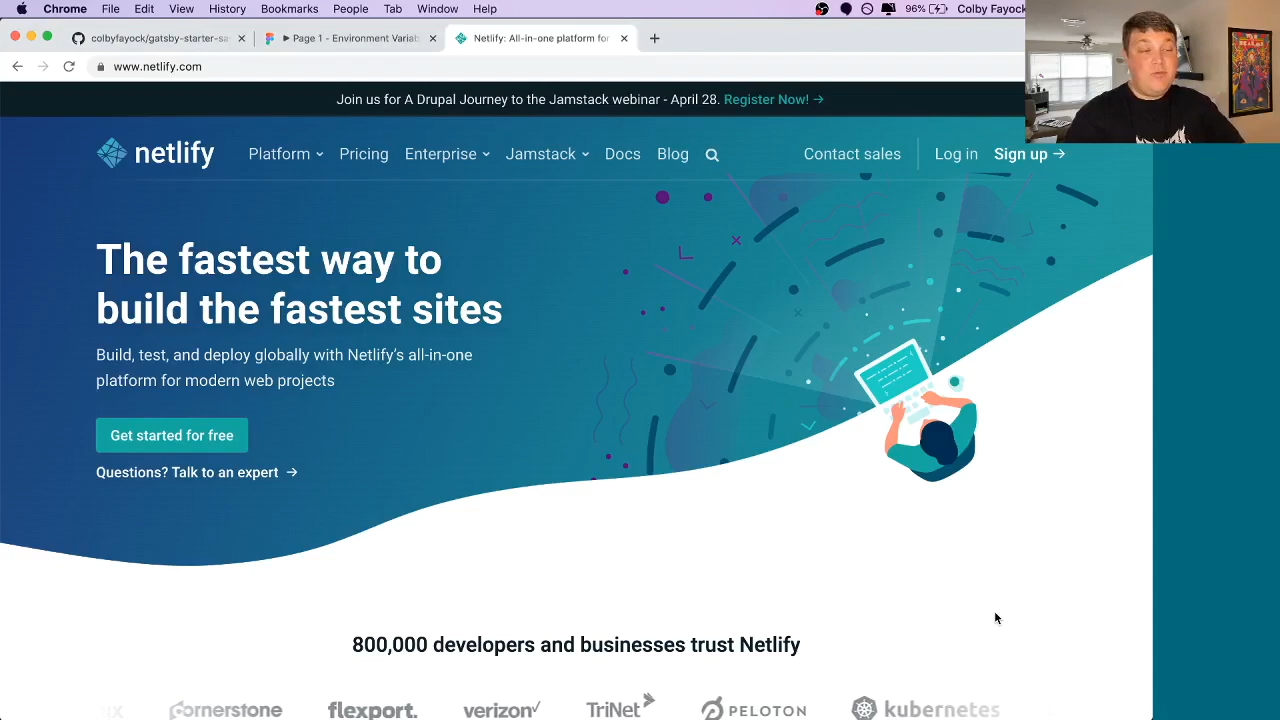 Chrome File Edit View History Bookmarks People Tab Window Help 96% Colby Fayock
colbyfayock/gatsby-starter-sa Page 1 - Environment Variab Netlify: All-in-one platform for
www.netlify.com
Join us for A Drupal Journey to the Jamstack webinar - April 28. Register Now! →
netlify Platform Pricing Enterprise Jamstack Docs Blog Contact sales Log in Sign up →
The fastest way to
build the fastest sites
Build, test, and deploy globally with Netlify's all-in-one
platform for modern web projects
Get started for free
Questions? Talk to an expert →
800,000 developers and businesses trust Netlify
cornerstone flexport. verizon✓ TriNet PELOTON kubernetes